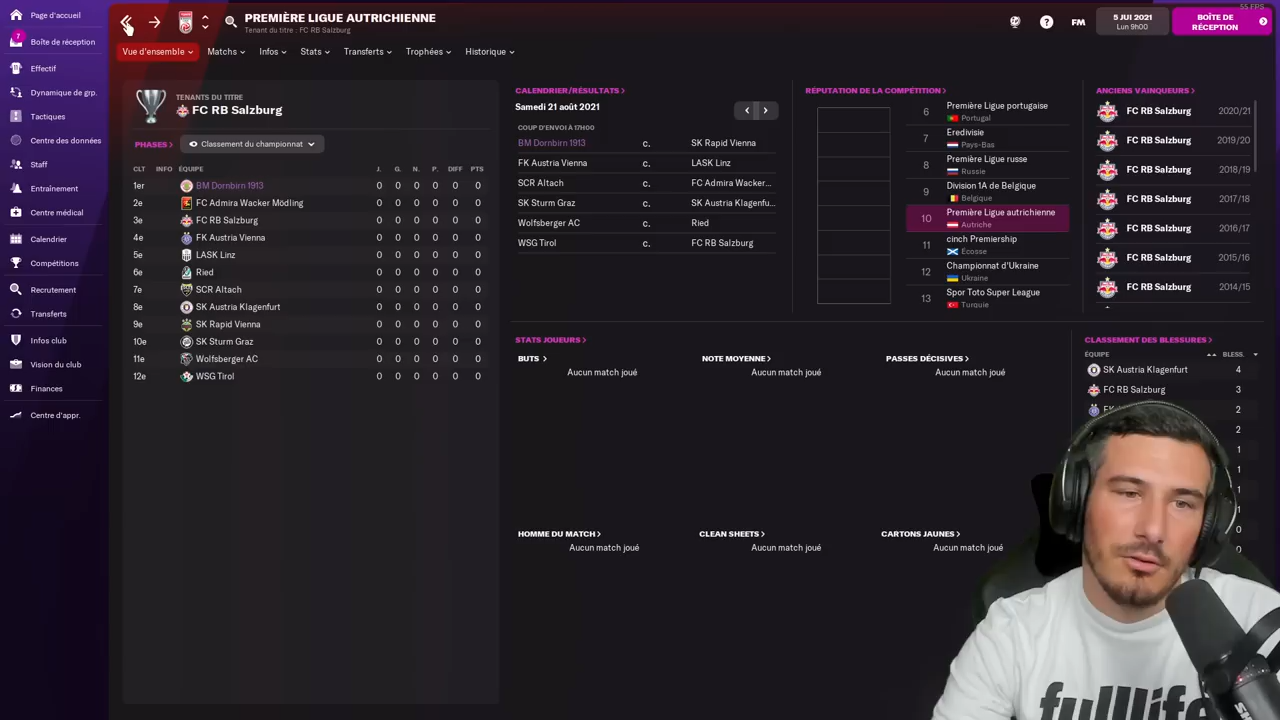 55 FPS
Page d'accueil
7
Boîte de réception
Effectif
Dynamique de grp.
Tactiques
Centre des données
Staff
Entraînement
Centre médical
Calendrier
Compétitions
Recrutement
Transferts
Infos club
Vision du club
Finances
Centre d'appr.
PREMIÈRE LIGUE AUTRICHIENNE
Tenant du titre : FC RB Salzburg
FM
5 JUI 2021
Lun 9h00
BOÎTE DE
RÉCEPTION
Vue d'ensemble
Matchs
Infos
Stats
Transferts
Trophées
Historique
TENANTS DU TITRE
FC RB Salzburg
PHASES
Classement du championnat
CLT INFO ÉQUIPE J. G. N. P. DIFF PTS
1er BM Dornbirn 1913 0 0 0 0 0 0
2e FC Admira Wacker Mödling 0 0 0 0 0 0
3e FC RB Salzburg 0 0 0 0 0 0
4e FK Austria Vienna 0 0 0 0 0 0
5e LASK Linz 0 0 0 0 0 0
6e Ried 0 0 0 0 0 0
7e SCR Altach 0 0 0 0 0 0
8e SK Austria Klagenfurt 0 0 0 0 0 0
9e SK Rapid Vienna 0 0 0 0 0 0
10e SK Sturm Graz 0 0 0 0 0 0
11e Wolfsberger AC 0 0 0 0 0 0
12e WSG Tirol 0 0 0 0 0 0
CALENDRIER/RÉSULTATS
Samedi 21 août 2021
COUP D'ENVOI À 17H00
BM Dornbirn 1913 c. SK Rapid Vienna
FK Austria Vienna c. LASK Linz
SCR Altach c. FC Admira Wacker...
SK Sturm Graz c. SK Austria Klagenfu...
Wolfsberger AC c. Ried
WSG Tirol c. FC RB Salzburg
RÉPUTATION DE LA COMPÉTITION
6 Première Ligue portugaise
Portugal
7 Eredivisie
Pays-Bas
8 Première Ligue russe
Russie
9 Division 1A de Belgique
Belgique
10 Première Ligue autrichienne
Autriche
11 cinch Premiership
Écosse
12 Championnat d'Ukraine
Ukraine
13 Spor Toto Super League
Turquie
ANCIENS VAINQUEURS
FC RB Salzburg 2020/21
FC RB Salzburg 2019/20
FC RB Salzburg 2018/19
FC RB Salzburg 2017/18
FC RB Salzburg 2016/17
FC RB Salzburg 2015/16
FC RB Salzburg 2014/15
STATS JOUEURS
BUTS
Aucun match joué
NOTE MOYENNE
Aucun match joué
PASSES DÉCISIVES
Aucun match joué
HOMME DU MATCH
Aucun match joué
CLEAN SHEETS
Aucun match joué
CARTONS JAUNES
Aucun match joué
CLASSEMENT DES BLESSURES
ÉQUIPE BLESS.
SK Austria Klagenfurt 4
FC RB Salzburg 3
2
2
1
1
1
1
0
0
fulllife